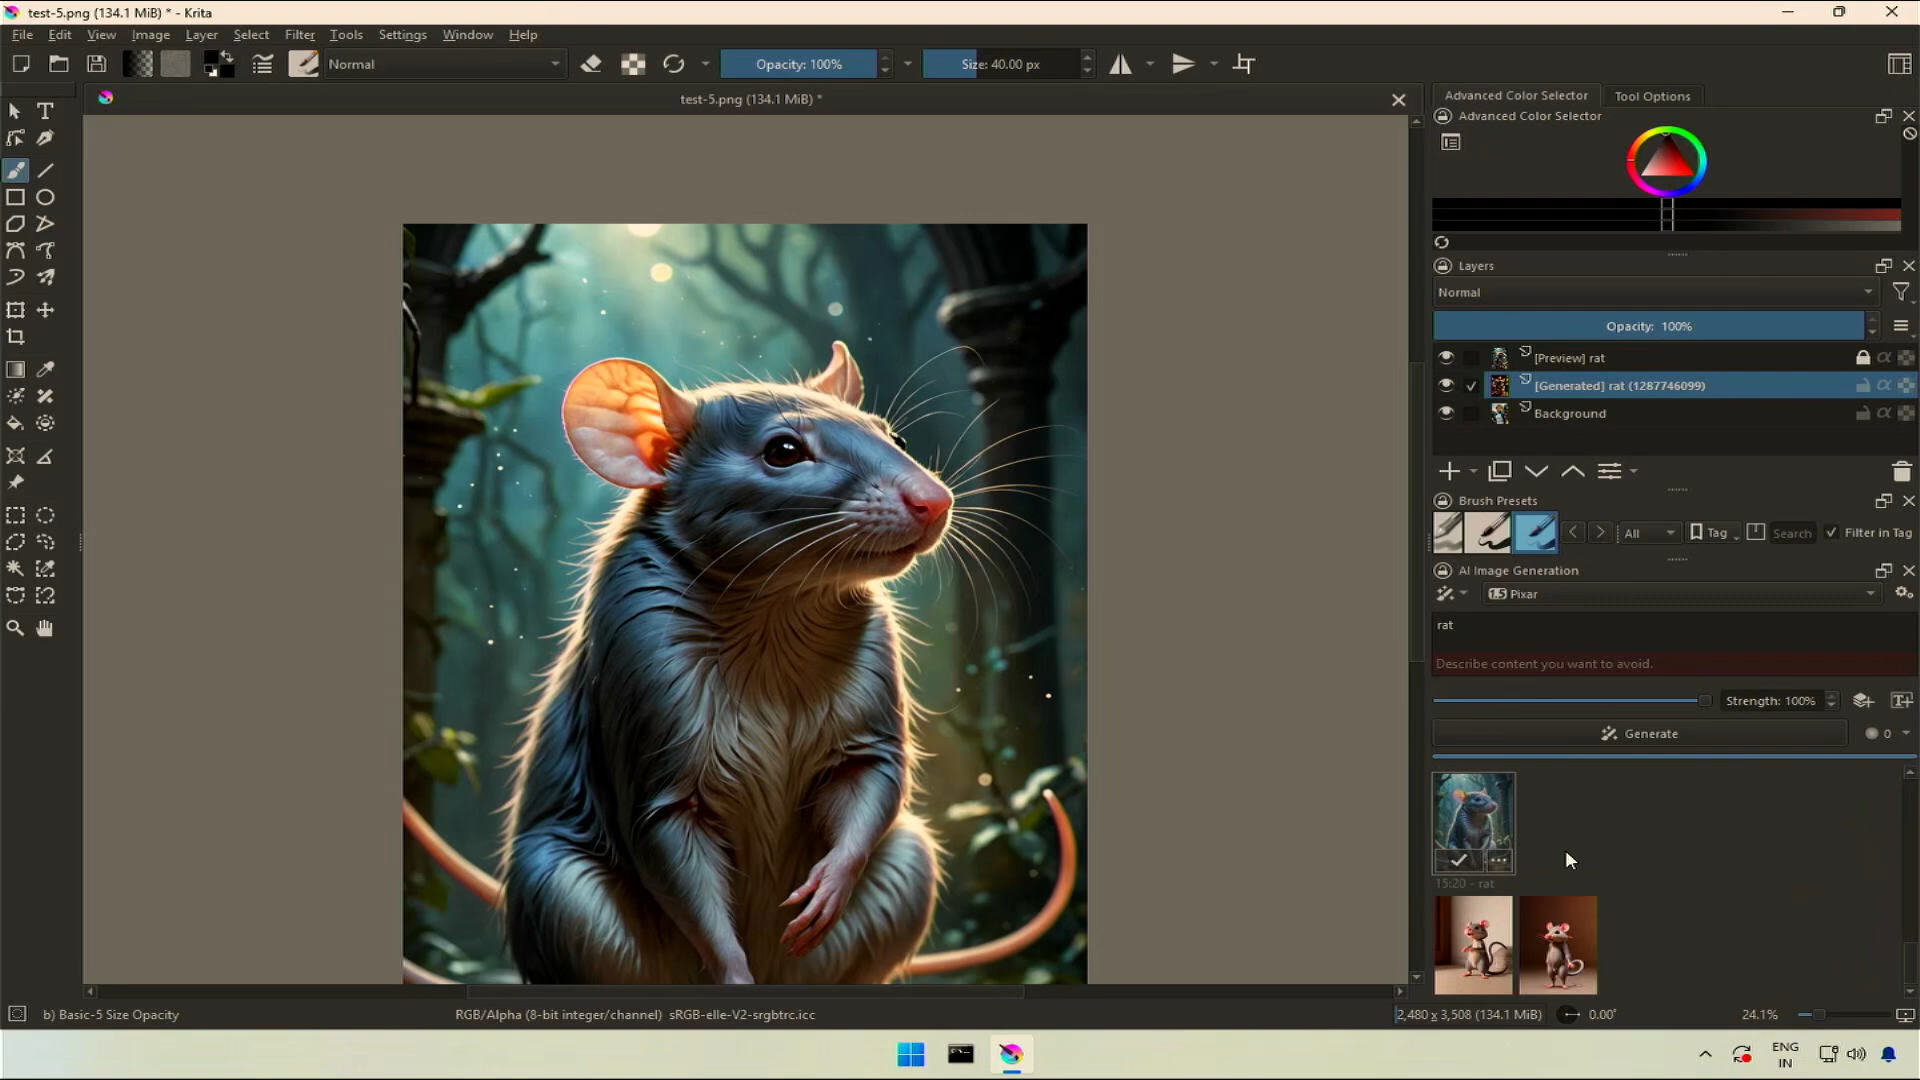 test-5.png (134.1 MiB) * - Krita
File Edit View Image Layer Select Filter Tools Settings Window Help
Normal
Opacity: 100%
Size: 40.00 px
test-5.png (134.1 MiB) *
Advanced Color Selector
Tool Options
Advanced Color Selector
Layers
Normal
Opacity: 100%
[Preview] rat
[Generated] rat (1287746099)
Background
Brush Presets
All
Tag
Search
Filter in Tag
AI Image Generation
1.5 Pixar
rat
Describe content you want to avoid.
Strength: 100%
Generate
0
15:20 - rat
b) Basic-5 Size Opacity
RGB/Alpha (8-bit integer/channel) sRGB-elle-V2-srgbtrc.icc
2,480 x 3,508 (134.1 MiB)
0.00°
24.1%
ENG
IN